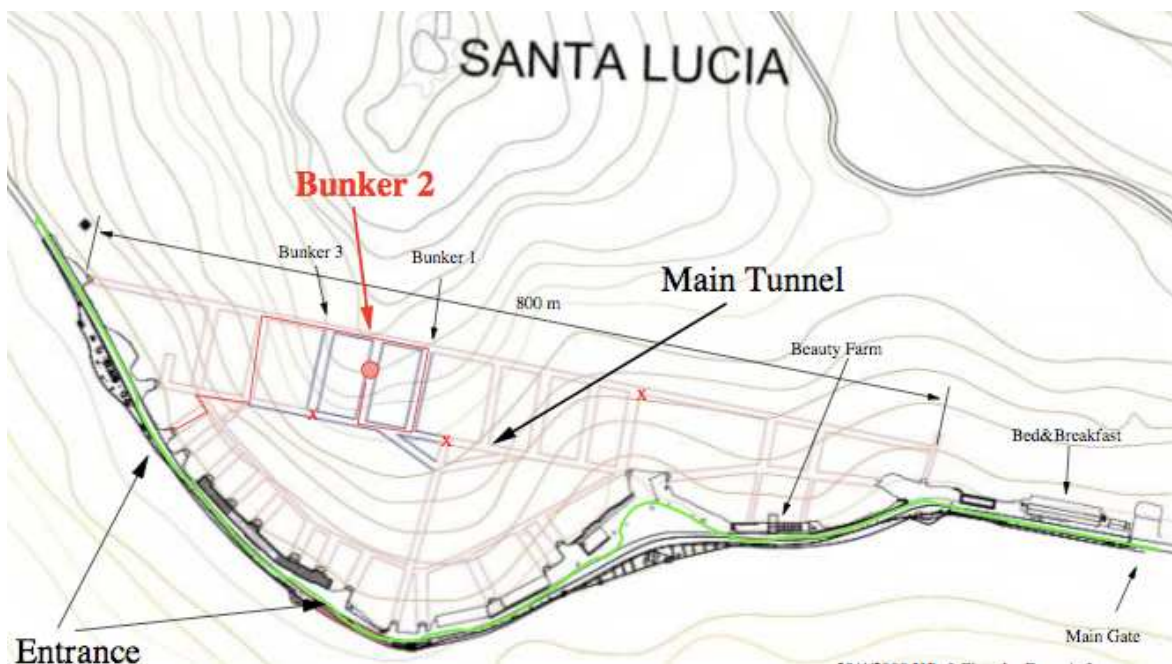 SANTA LUCIA
Bunker 2
Bunker 3
Bunker 1
Main Tunnel
800 m
Beauty Farm
x
Bed&Breakfast
x
x
Main Gate
Entrance